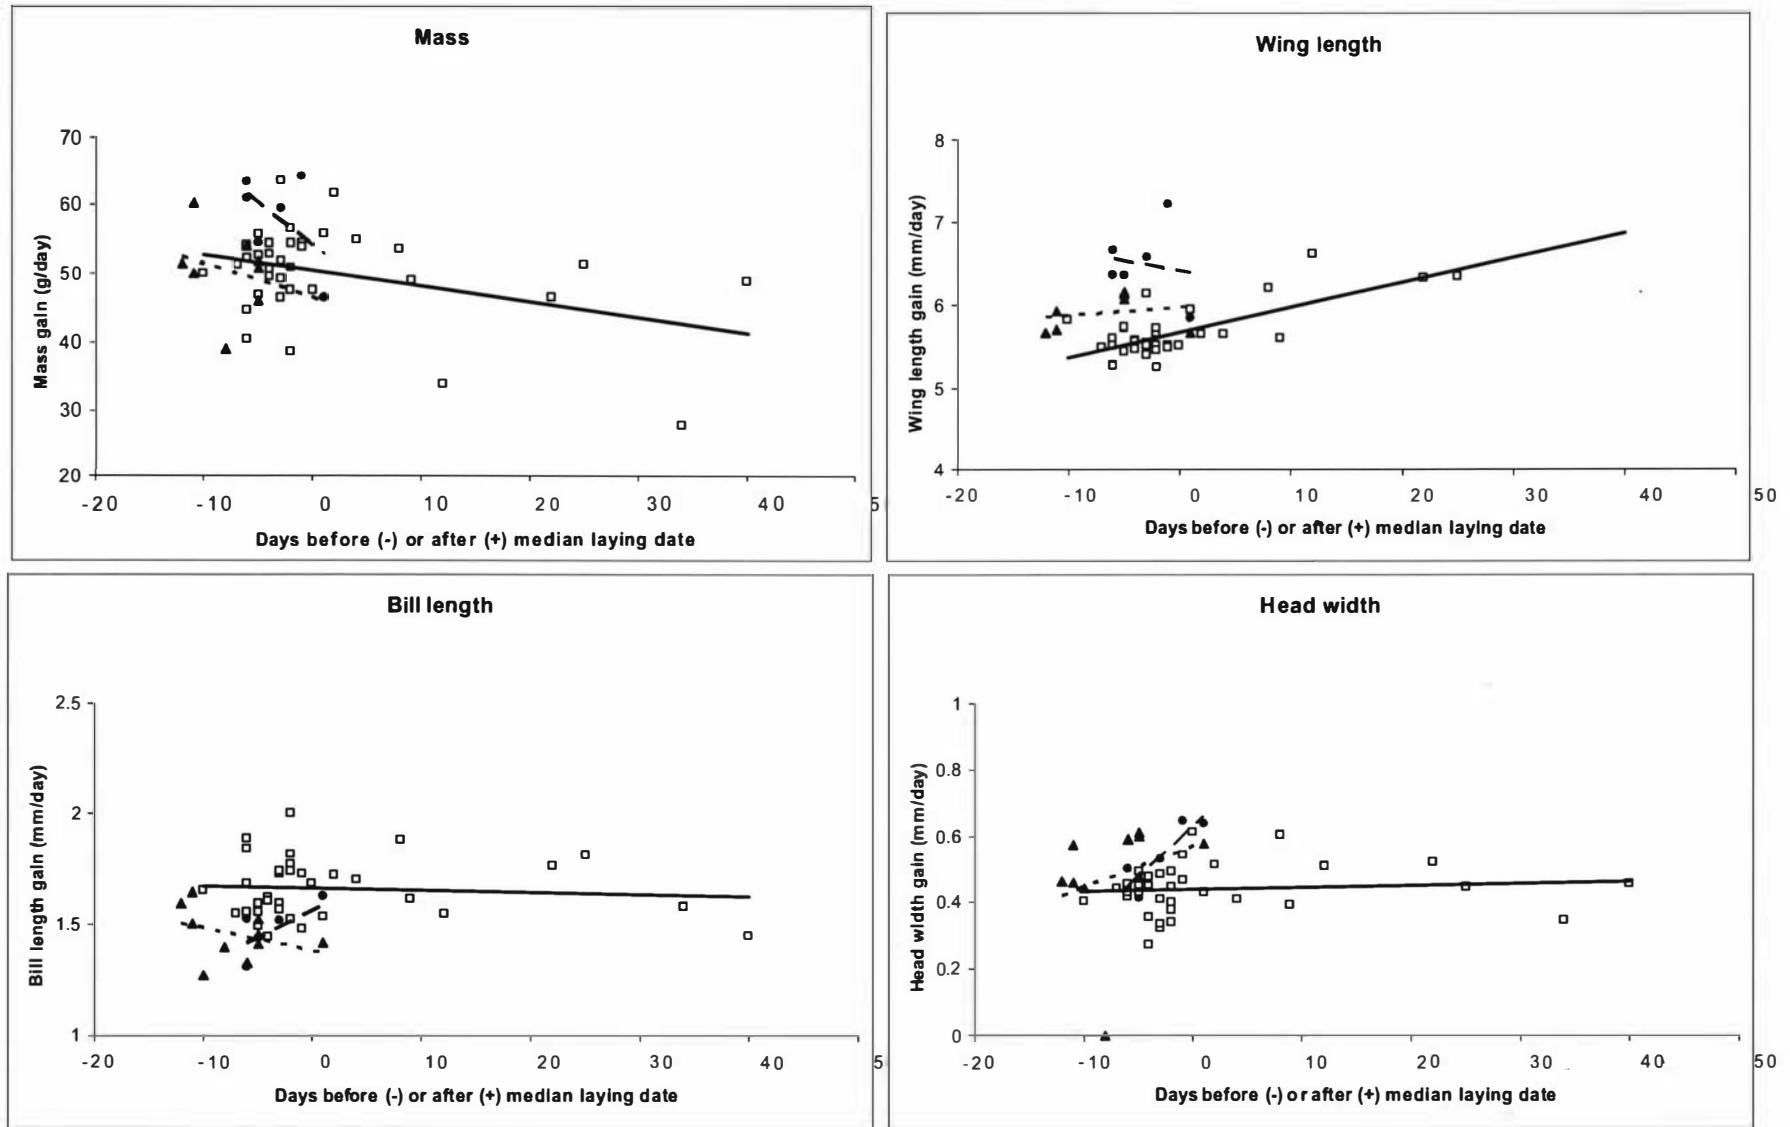 Mass
70
60
50
40
30
20
Mass gain (g/day)
-20 -10 0 10 20 30 40 5
Days before (-) or after (+) median laying date
Wing length
8
7
6
5
4
Wing length gain (mm/day)
-20 -10 0 10 20 30 40 50
Days before (-) or after (+) median laying date
Bill length
2.5
2
1.5
1
Bill length gain (mm/day)
-20 -10 0 10 20 30 40 5
Days before (-) or after (+) median laying date
Head width
1
0.8
0.6
0.4
0.2
0
Head width gain (mm/day)
-20 -10 0 10 20 30 40 50
Days before (-) or after (+) median laying date